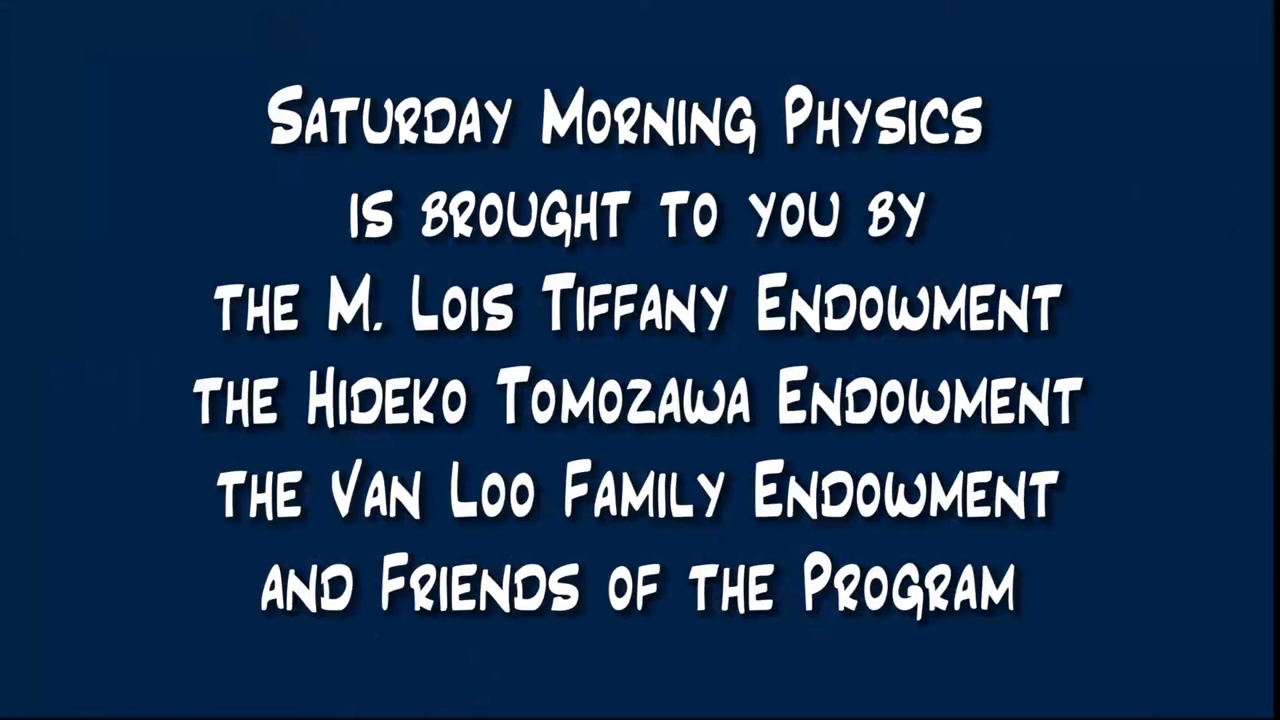 Saturday Morning Physics
is brought to you by
the M. Lois Tiffany Endowment
the Hideko Tomozawa Endowment
the Van Loo Family Endowment
and Friends of the Program